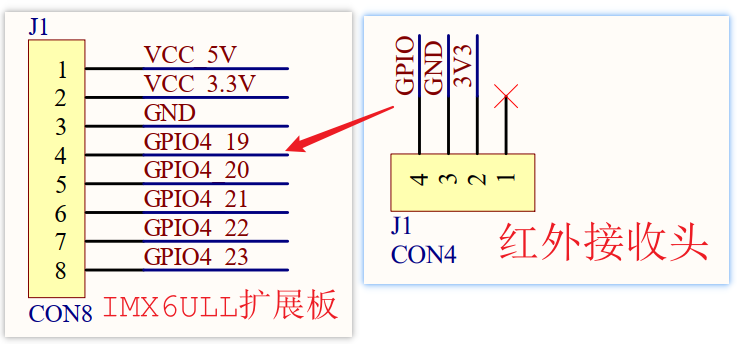 J1
1 VCC 5V
2 VCC 3.3V
3 GND
4 GPIO4 19
5 GPIO4 20
6 GPIO4 21
7 GPIO4 22
8 GPIO4 23
CON8 IMX6ULL扩展板
GPIO GND 3V3
4 3 2 1
J1
CON4
红外接收头